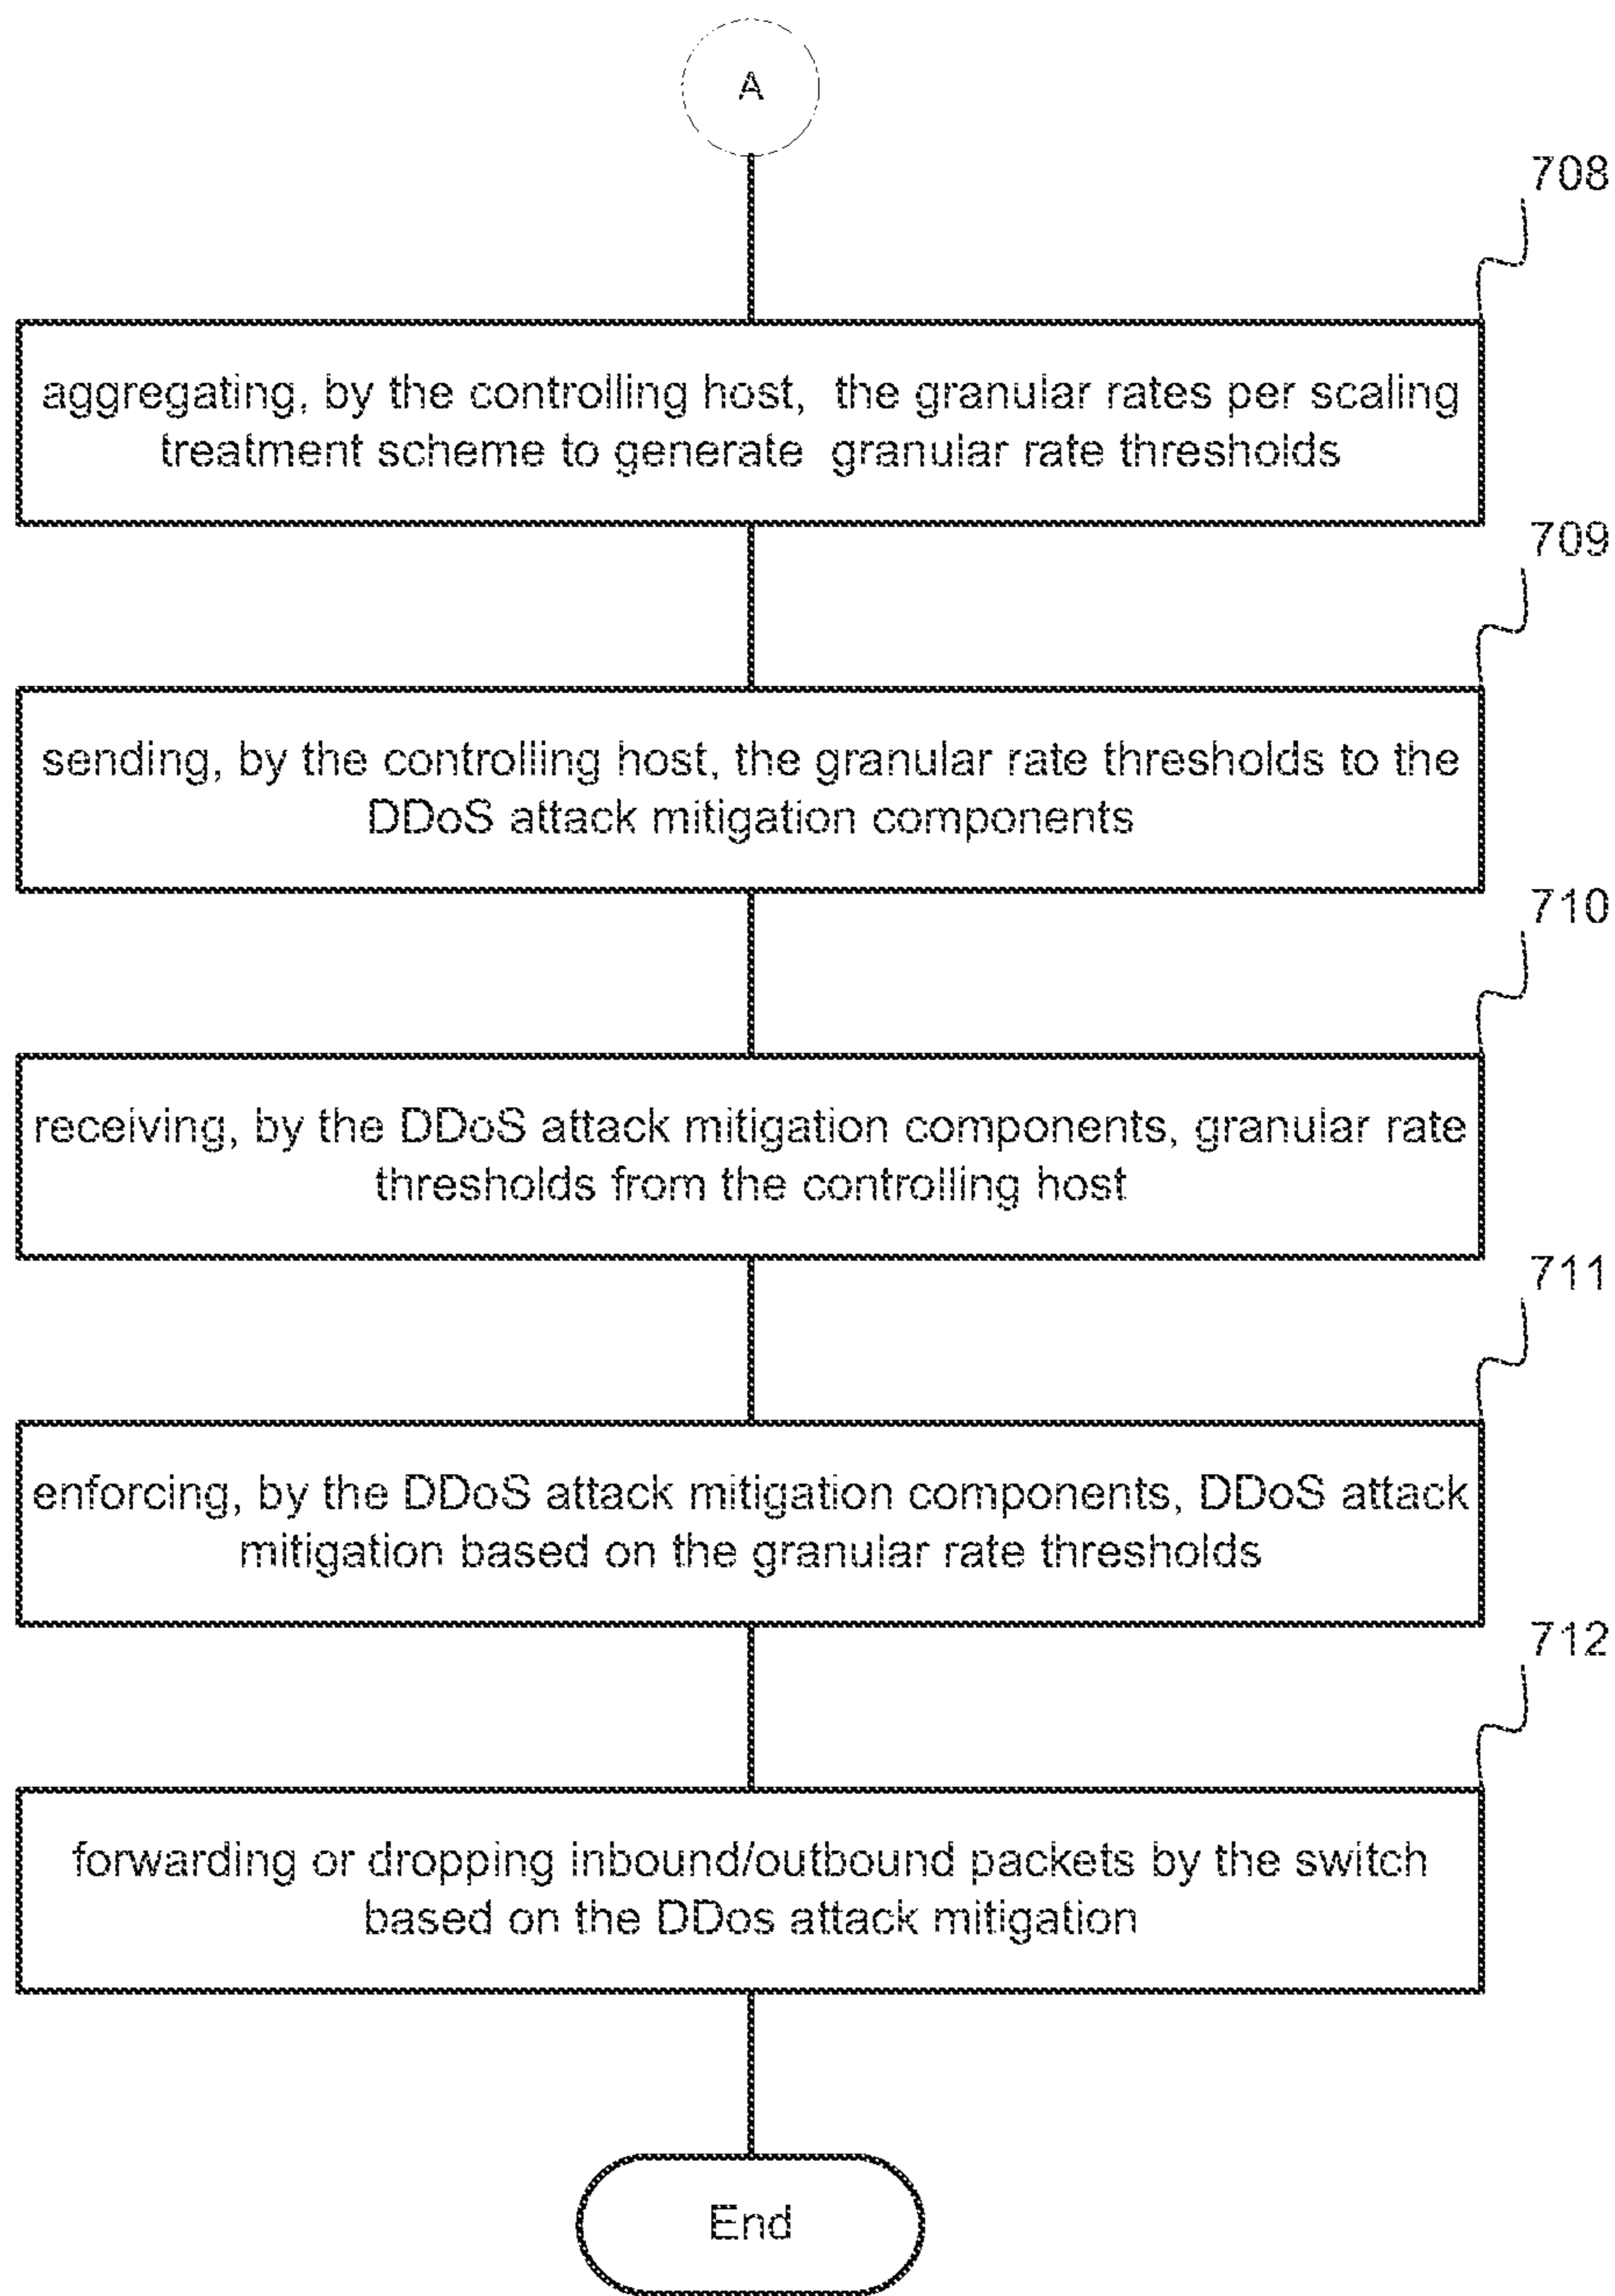 A
708
aggregating, by the controlling host, the granular rates per scaling
treatment scheme to generate granular rate thresholds
709
sending, by the controlling host, the granular rate thresholds to the
DDoS attack mitigation components
710
receiving, by the DDoS attack mitigation components, granular rate
thresholds from the controlling host
711
enforcing, by the DDoS attack mitigation components, DDoS attack
mitigation based on the granular rate thresholds
712
forwarding or dropping inbound/outbound packets by the switch
based on the DDos attack mitigation
End